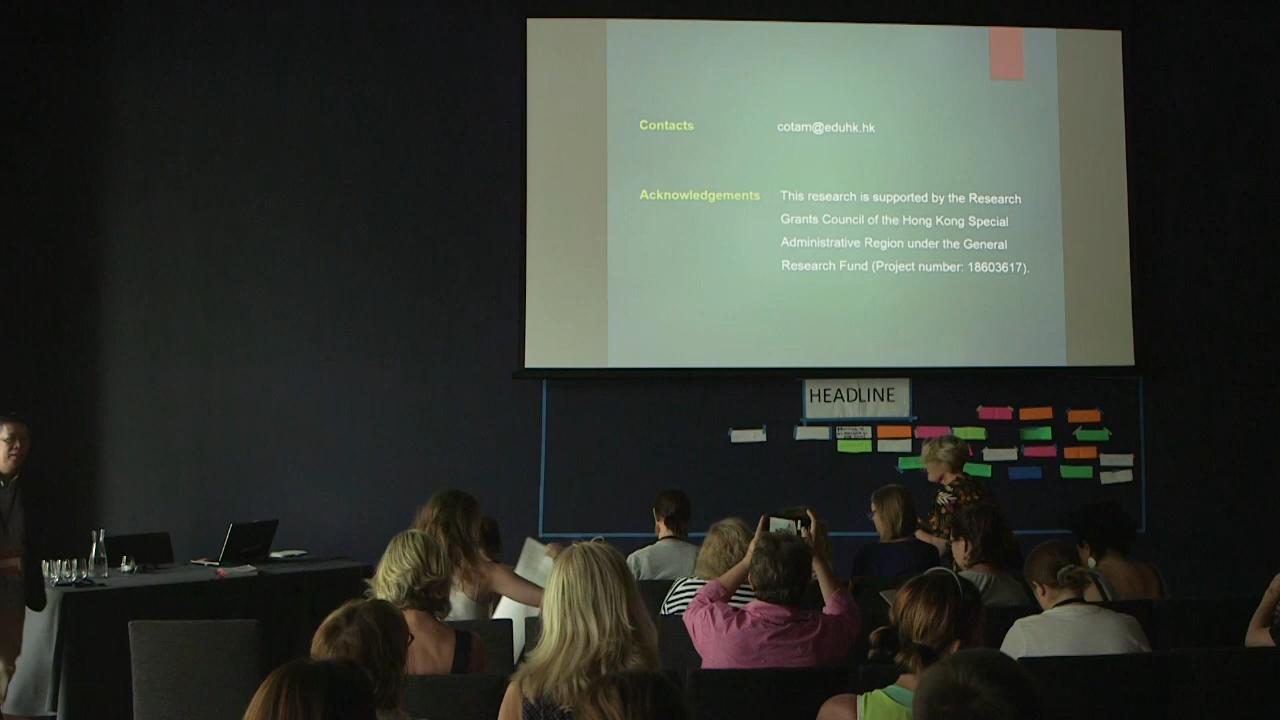 Contacts cotam@eduhk.hk
Acknowledgements This research is supported by the Research
Grants Council of the Hong Kong Special
Administrative Region under the General
Research Fund (Project number: 18603617).
HEADLINE